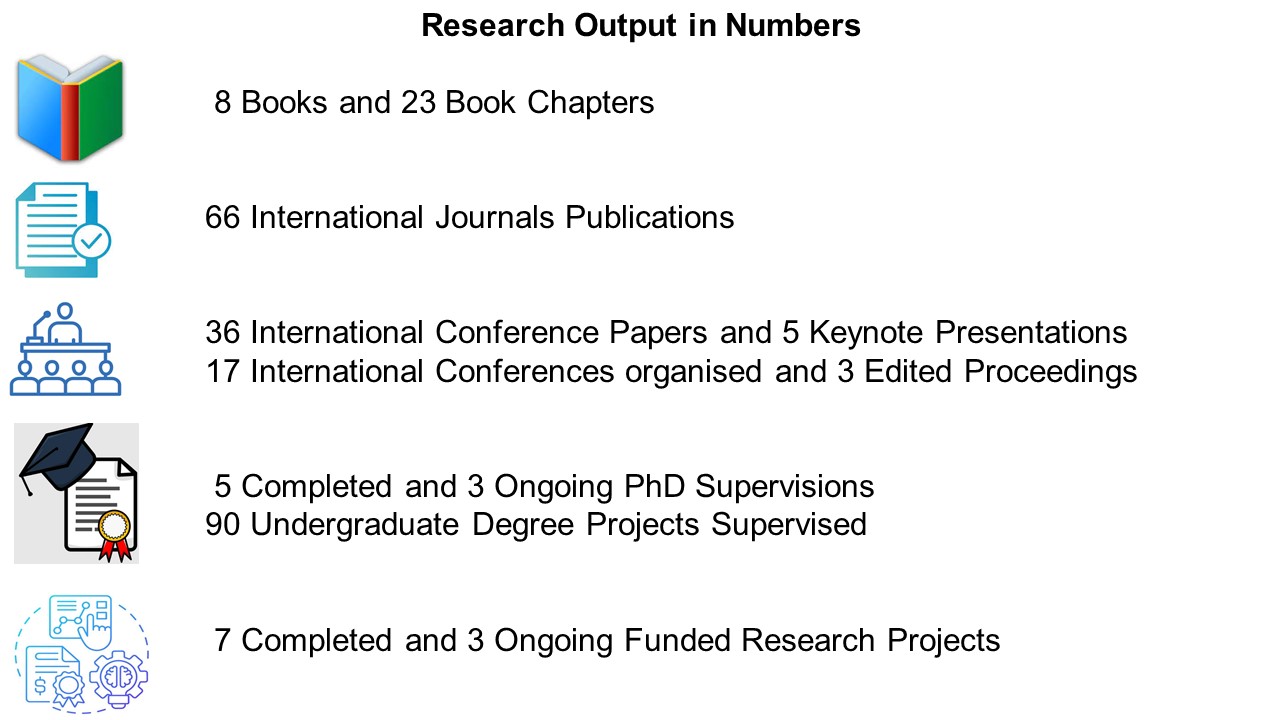 Research Output in Numbers
8 Books and 23 Book Chapters
66 International Journals Publications
36 International Conference Papers and 5 Keynote Presentations
17 International Conferences organised and 3 Edited Proceedings
5 Completed and 3 Ongoing PhD Supervisions
90 Undergraduate Degree Projects Supervised
7 Completed and 3 Ongoing Funded Research Projects
$